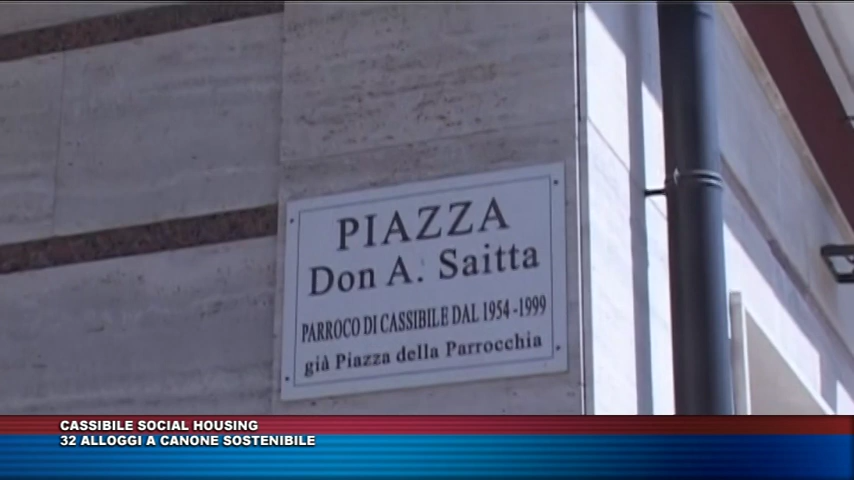 PIAZZA
Don A. Saitta
PARROCO DI CASSIBILE DAL 1954-1999
già Piazza della Parrocchia
CASSIBILE SOCIAL HOUSING
32 ALLOGGI A CANONE SOSTENIBILE